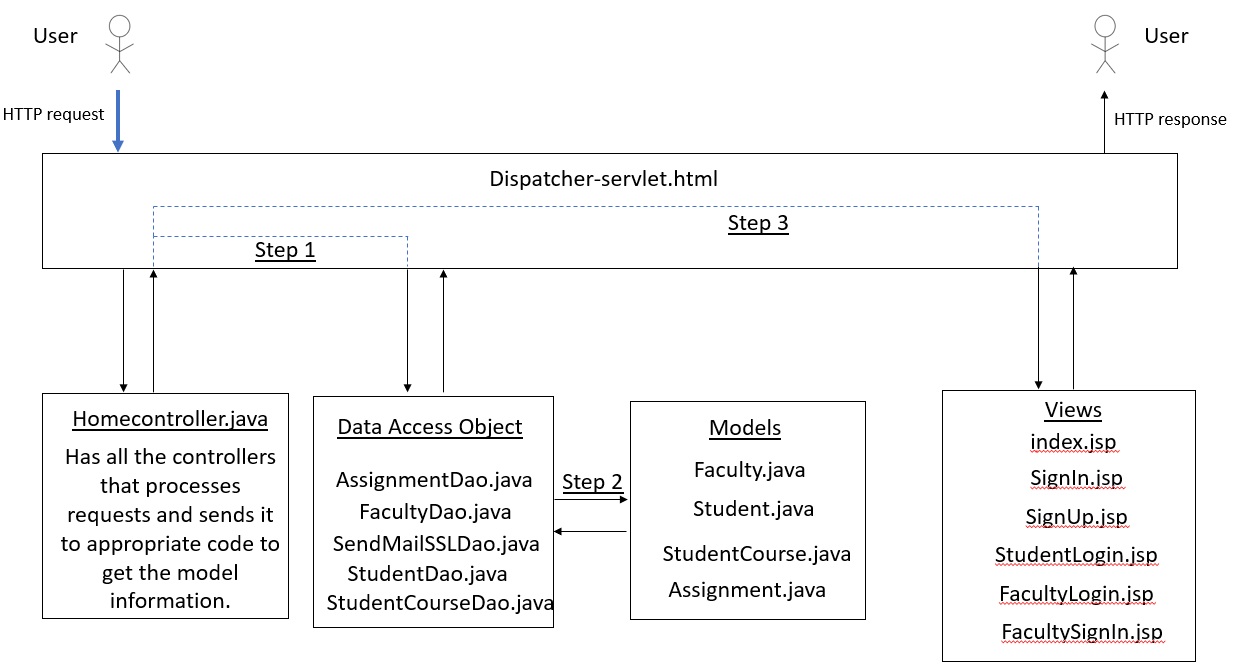 User
User
HTTP request
HTTP response
Dispatcher-servlet.html
Step 3
Step 1
Homecontroller.java
Has all the controllers
that processes
requests and sends it
to appropriate code to
get the model
information.
Data Access Object
AssignmentDao.java
FacultyDao.java
SendMailSSLDao.java
StudentDao.java
StudentCourseDao.java
Step 2
Models
Faculty.java
Student.java
StudentCourse.java
Assignment.java
Views
index.jsp
SignIn.jsp
SignUp.jsp
StudentLogin.jsp
FacultyLogin.jsp
FacultySignIn.jsp